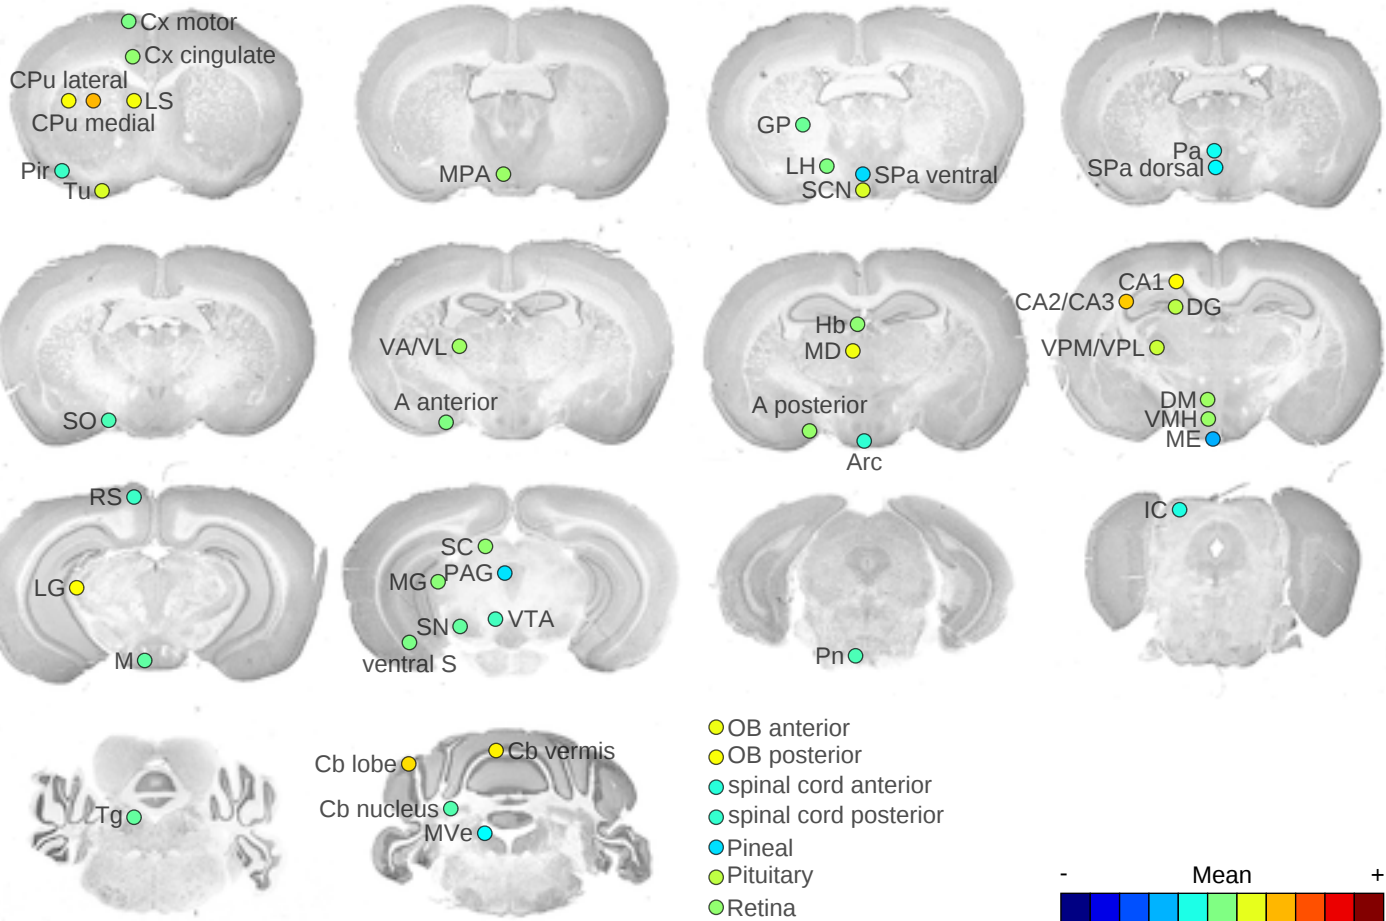 Cx motor
Cx cingulate
CPu lateral
LS
CPu medial
Pir
Tu
MPA
GP
LH
SPa ventral
SCN
Pa
SPa dorsal
SO
VA/VL
A anterior
Hb
MD
A posterior
Arc
CA1
CA2/CA3
DG
VPM/VPL
DM
VMH
ME
RS
LG
M
SC
MG
PAG
SN
VTA
ventral S
Pn
IC
Tg
Cb lobe
Cb vermis
Cb nucleus
MVe
OB anterior
OB posterior
spinal cord anterior
spinal cord posterior
Pineal
Pituitary
Retina
- Mean +